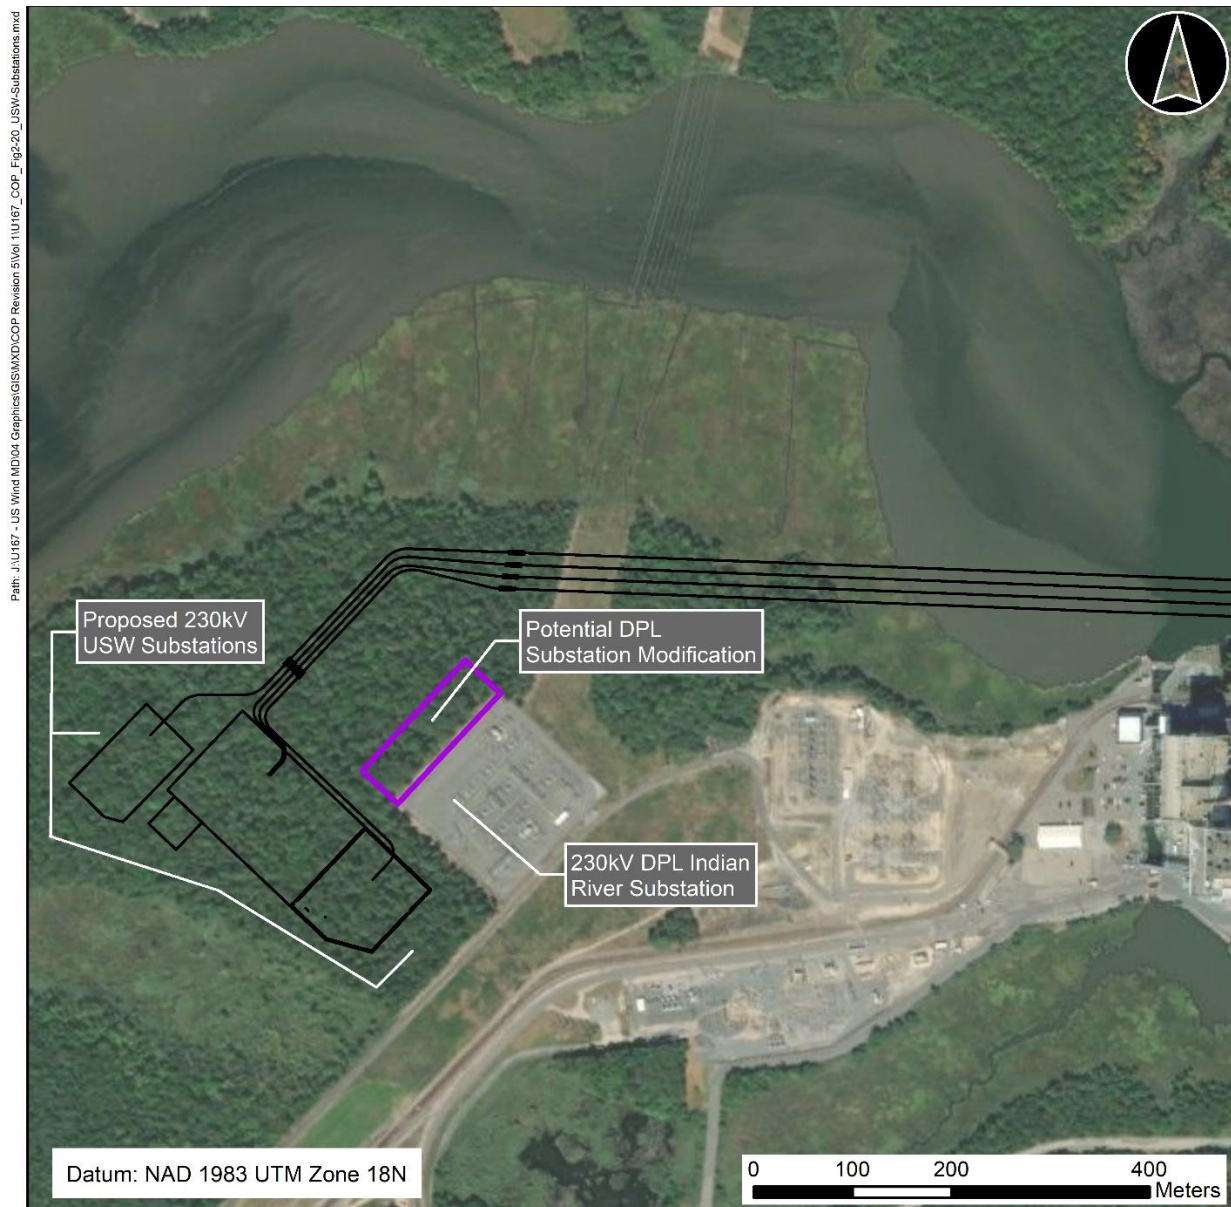 Path: J:\U167 - US Wind MD\04 Graphics\GIS\MXD\COP Revision 5\Vol 1\U167_COP_Fig2-20_USW-Substations.mxd
Proposed 230kV
USW Substations
Potential DPL
Substation Modification
230kV DPL Indian
River Substation
Datum: NAD 1983 UTM Zone 18N
0 100 200 400
Meters